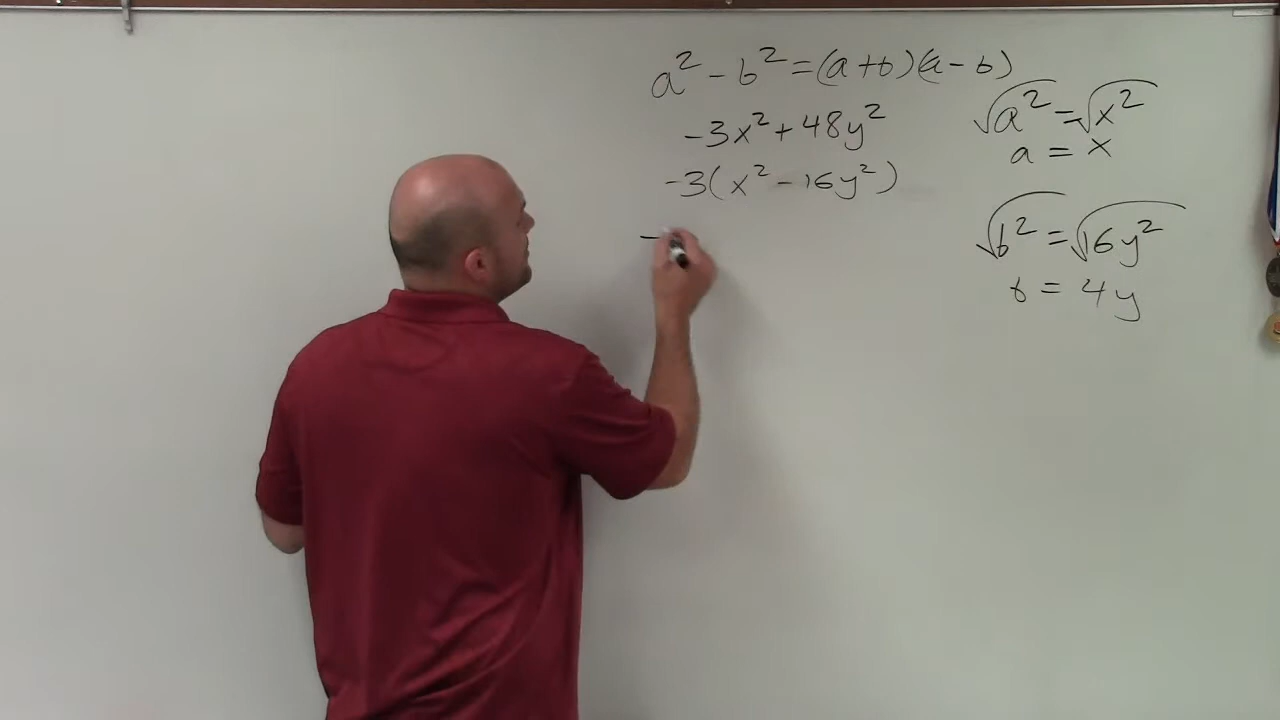 a² - b² = (a + b)(a - b)
-3x² + 48y²
-3(x² - 16y²)
-
√a² = √x²
a = x
√b² = √16y²
b = 4y